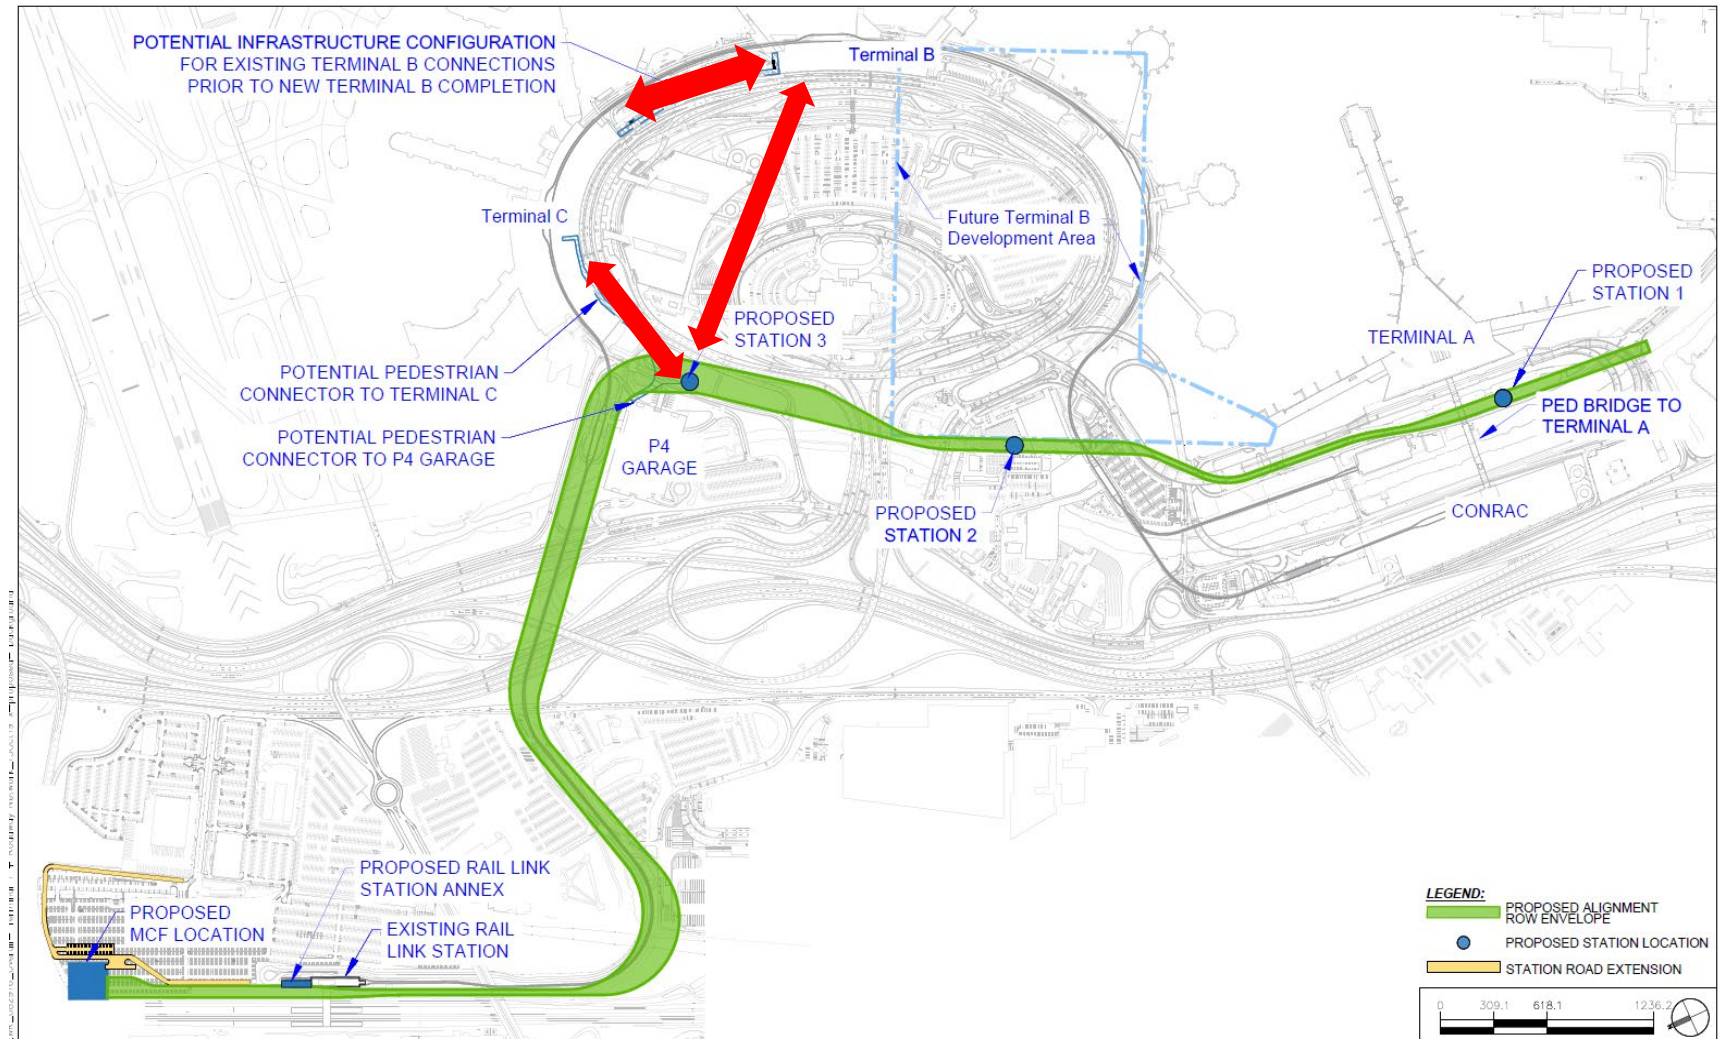 POTENTIAL INFRASTRUCTURE CONFIGURATION
FOR EXISTING TERMINAL B CONNECTIONS
PRIOR TO NEW TERMINAL B COMPLETION
Terminal B
Terminal C
Future Terminal B
Development Area
PROPOSED
STATION 1
PROPOSED
STATION 3
TERMINAL A
POTENTIAL PEDESTRIAN
CONNECTOR TO TERMINAL C
PED BRIDGE TO
TERMINAL A
POTENTIAL PEDESTRIAN
CONNECTOR TO P4 GARAGE
P4
GARAGE
PROPOSED
STATION 2
CONRAC
PROPOSED RAIL LINK
STATION ANNEX
PROPOSED
MCF LOCATION
EXISTING RAIL
LINK STATION
LEGEND:
PROPOSED ALIGNMENT
ROW ENVELOPE
PROPOSED STATION LOCATION
STATION ROAD EXTENSION
0 309.1 618.1 1236.2